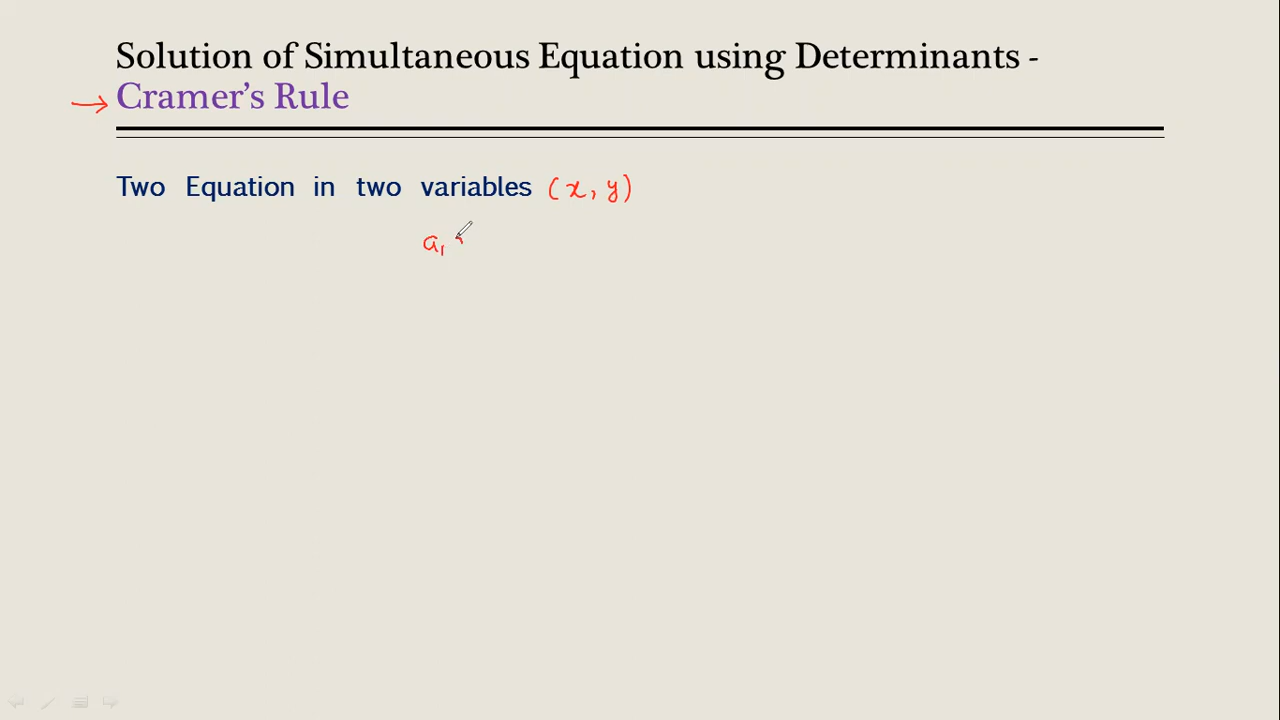 Solution of Simultaneous Equation using Determinants -
Cramer's Rule
Two Equation in two variables (x, y)
a₁